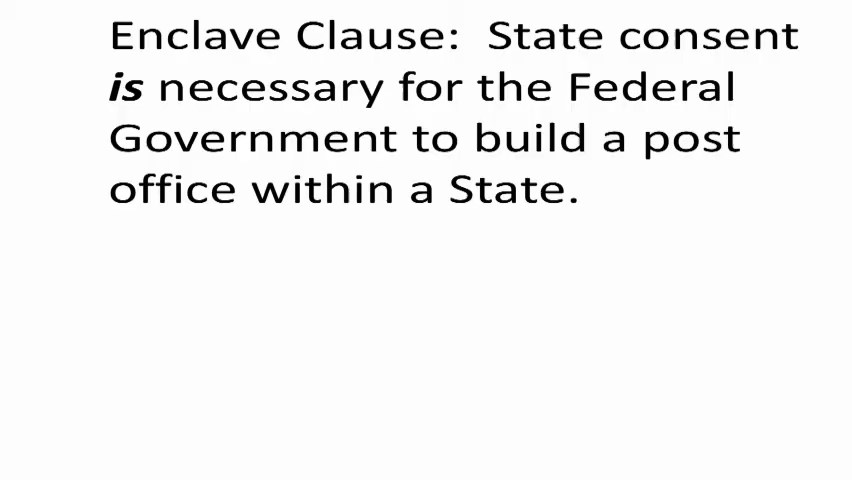 Enclave Clause:  State consent
is necessary for the Federal
Government to build a post
office within a State.